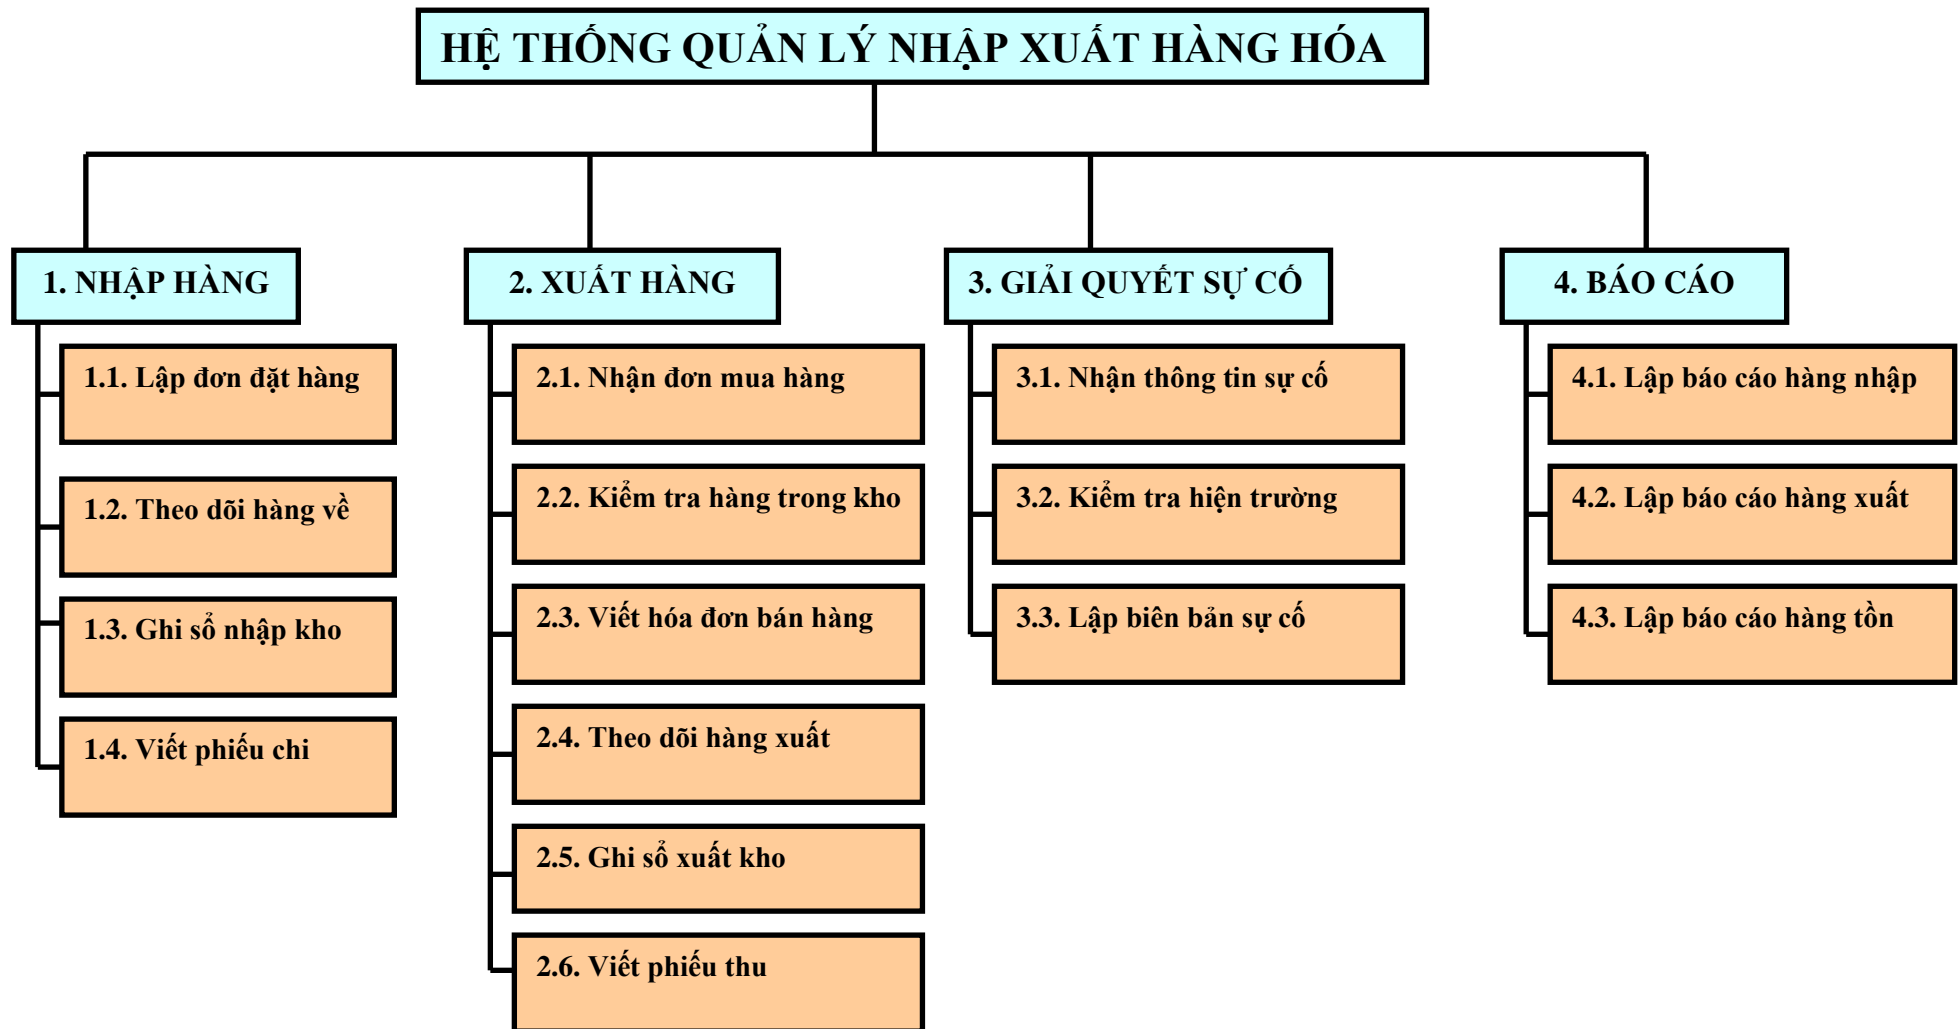 HỆ THỐNG QUẢN LÝ NHẬP XUẤT HÀNG HÓA
1. NHẬP HÀNG
1.1. Lập đơn đặt hàng
1.2. Theo dõi hàng về
1.3. Ghi sổ nhập kho
1.4. Viết phiếu chi
2. XUẤT HÀNG
2.1. Nhận đơn mua hàng
2.2. Kiểm tra hàng trong kho
2.3. Viết hóa đơn bán hàng
2.4. Theo dõi hàng xuất
2.5. Ghi sổ xuất kho
2.6. Viết phiếu thu
3. GIẢI QUYẾT SỰ CỐ
3.1. Nhận thông tin sự cố
3.2. Kiểm tra hiện trường
3.3. Lập biên bản sự cố
4. BÁO CÁO
4.1. Lập báo cáo hàng nhập
4.2. Lập báo cáo hàng xuất
4.3. Lập báo cáo hàng tồn